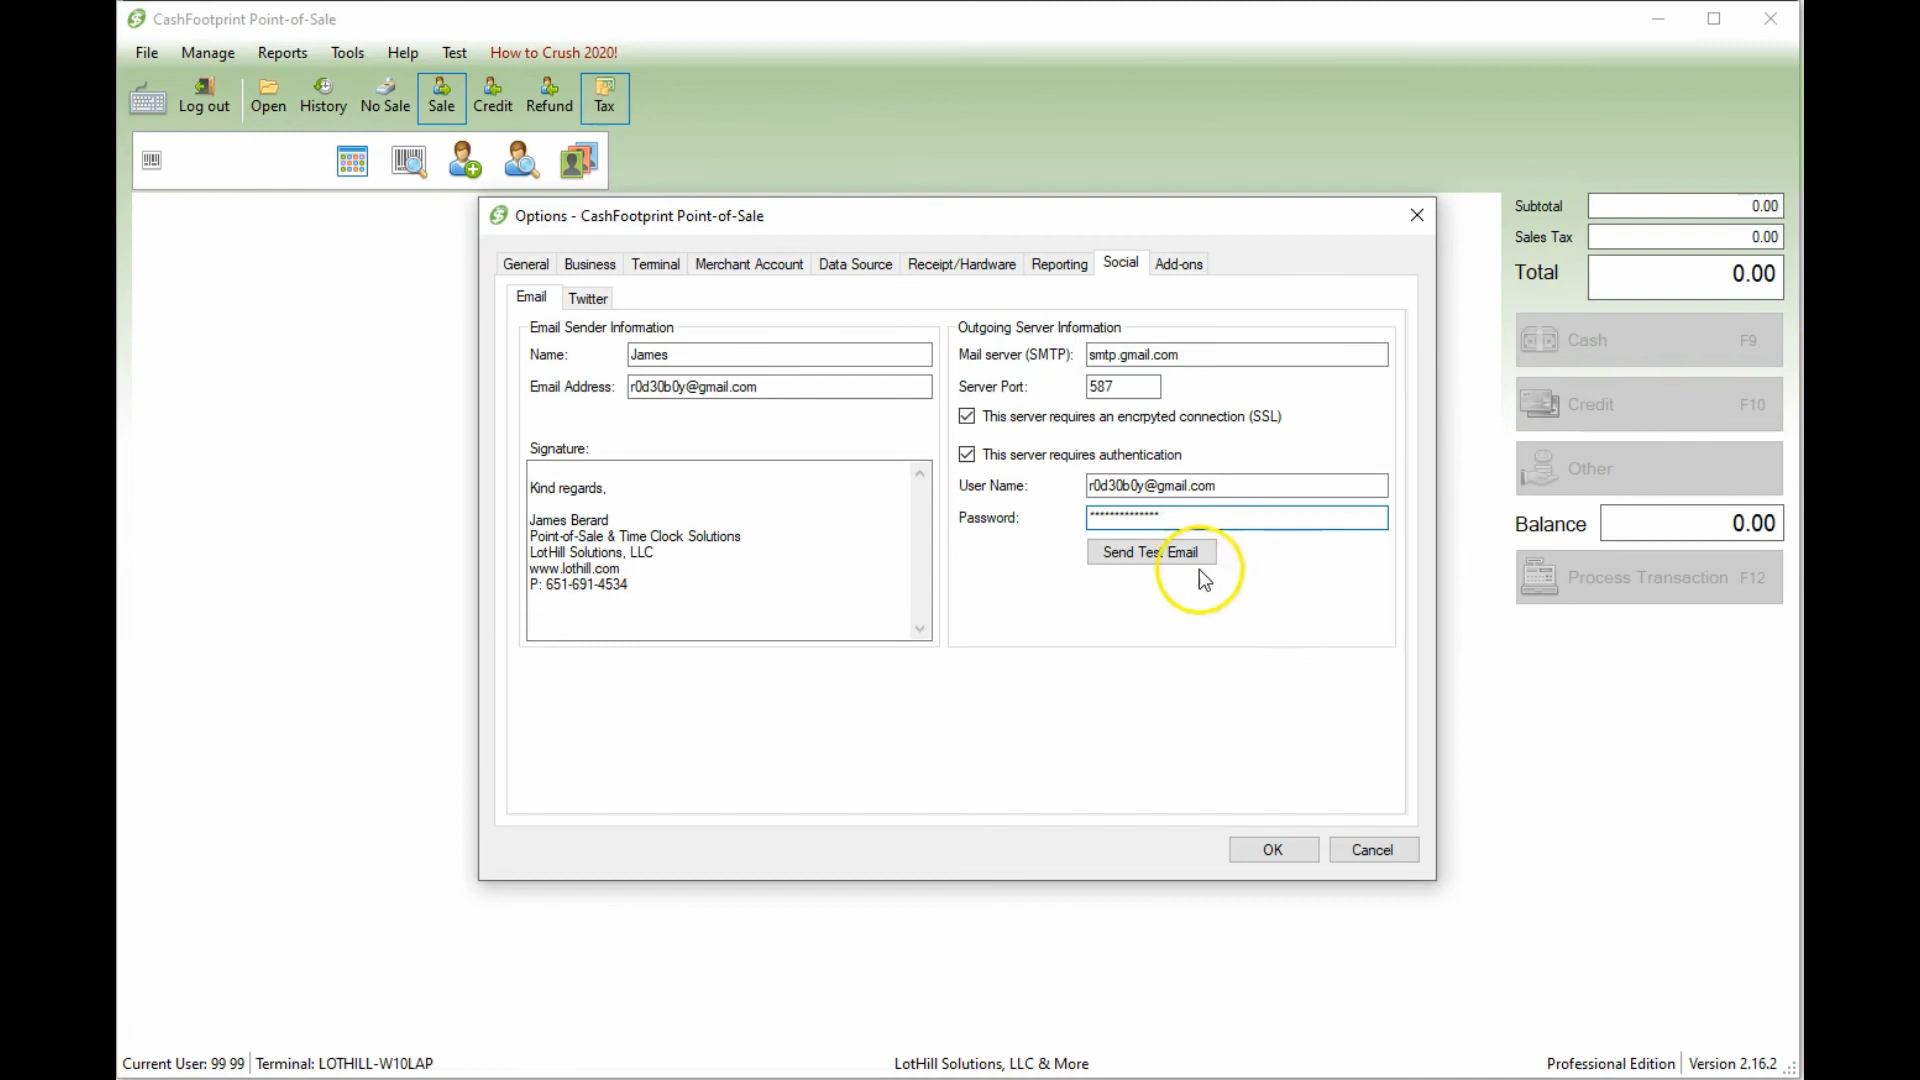 CashFootprint Point-of-Sale
File Manage Reports Tools Help Test How to Crush 2020!
Log out Open History No Sale Sale Credit Refund Tax
Subtotal 0.00
Sales Tax 0.00
Total 0.00
Cash F9
Credit F10
Other
Balance 0.00
Process Transaction F12
Options - CashFootprint Point-of-Sale
General Business Terminal Merchant Account Data Source Receipt/Hardware Reporting Social Add-ons
Email Twitter
Email Sender Information
Name: James
Email Address: r0d30b0y@gmail.com
Signature:
Kind regards,
James Berard
Point-of-Sale & Time Clock Solutions
LotHill Solutions, LLC
www.lothill.com
P: 651-691-4534
Outgoing Server Information
Mail server (SMTP): smtp.gmail.com
Server Port: 587
This server requires an encrpyted connection (SSL)
This server requires authentication
User Name: r0d30b0y@gmail.com
Password: **************
Send Test Email
OK Cancel
Current User: 99 99 Terminal: LOTHILL-W10LAP LotHill Solutions, LLC & More Professional Edition Version 2.16.2